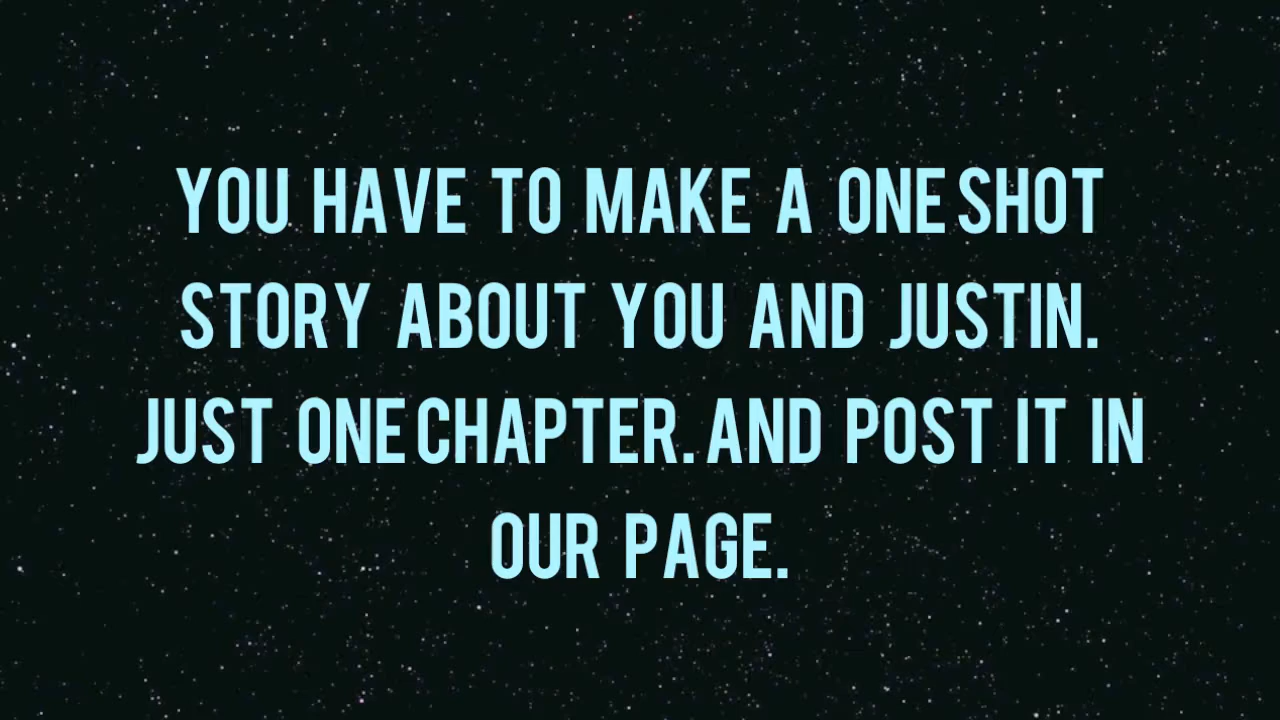 YOU HAVE TO MAKE A ONE SHOT
STORY ABOUT YOU AND JUSTIN.
JUST ONE CHAPTER. AND POST IT IN
OUR PAGE.